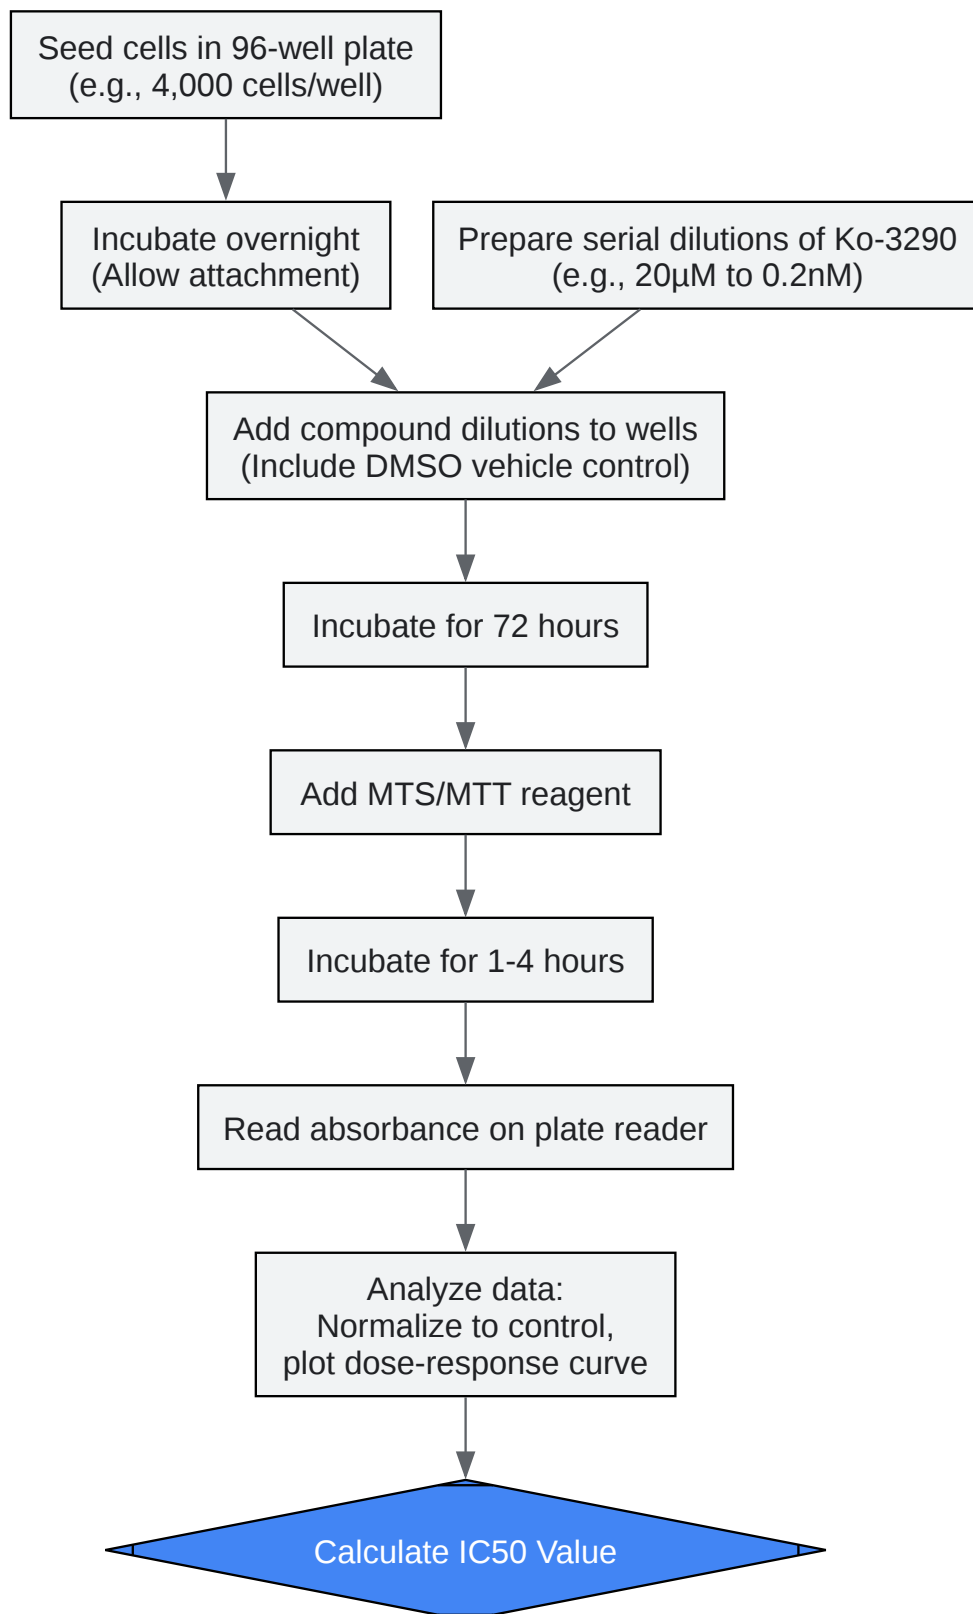 Seed cells in 96-well plate
(e.g., 4,000 cells/well)
Incubate overnight
(Allow attachment)
Prepare serial dilutions of Ko-3290
(e.g., 20µM to 0.2nM)
Add compound dilutions to wells
(Include DMSO vehicle control)
Incubate for 72 hours
Add MTS/MTT reagent
Incubate for 1-4 hours
Read absorbance on plate reader
Analyze data:
Normalize to control,
plot dose-response curve
Calculate IC50 Value